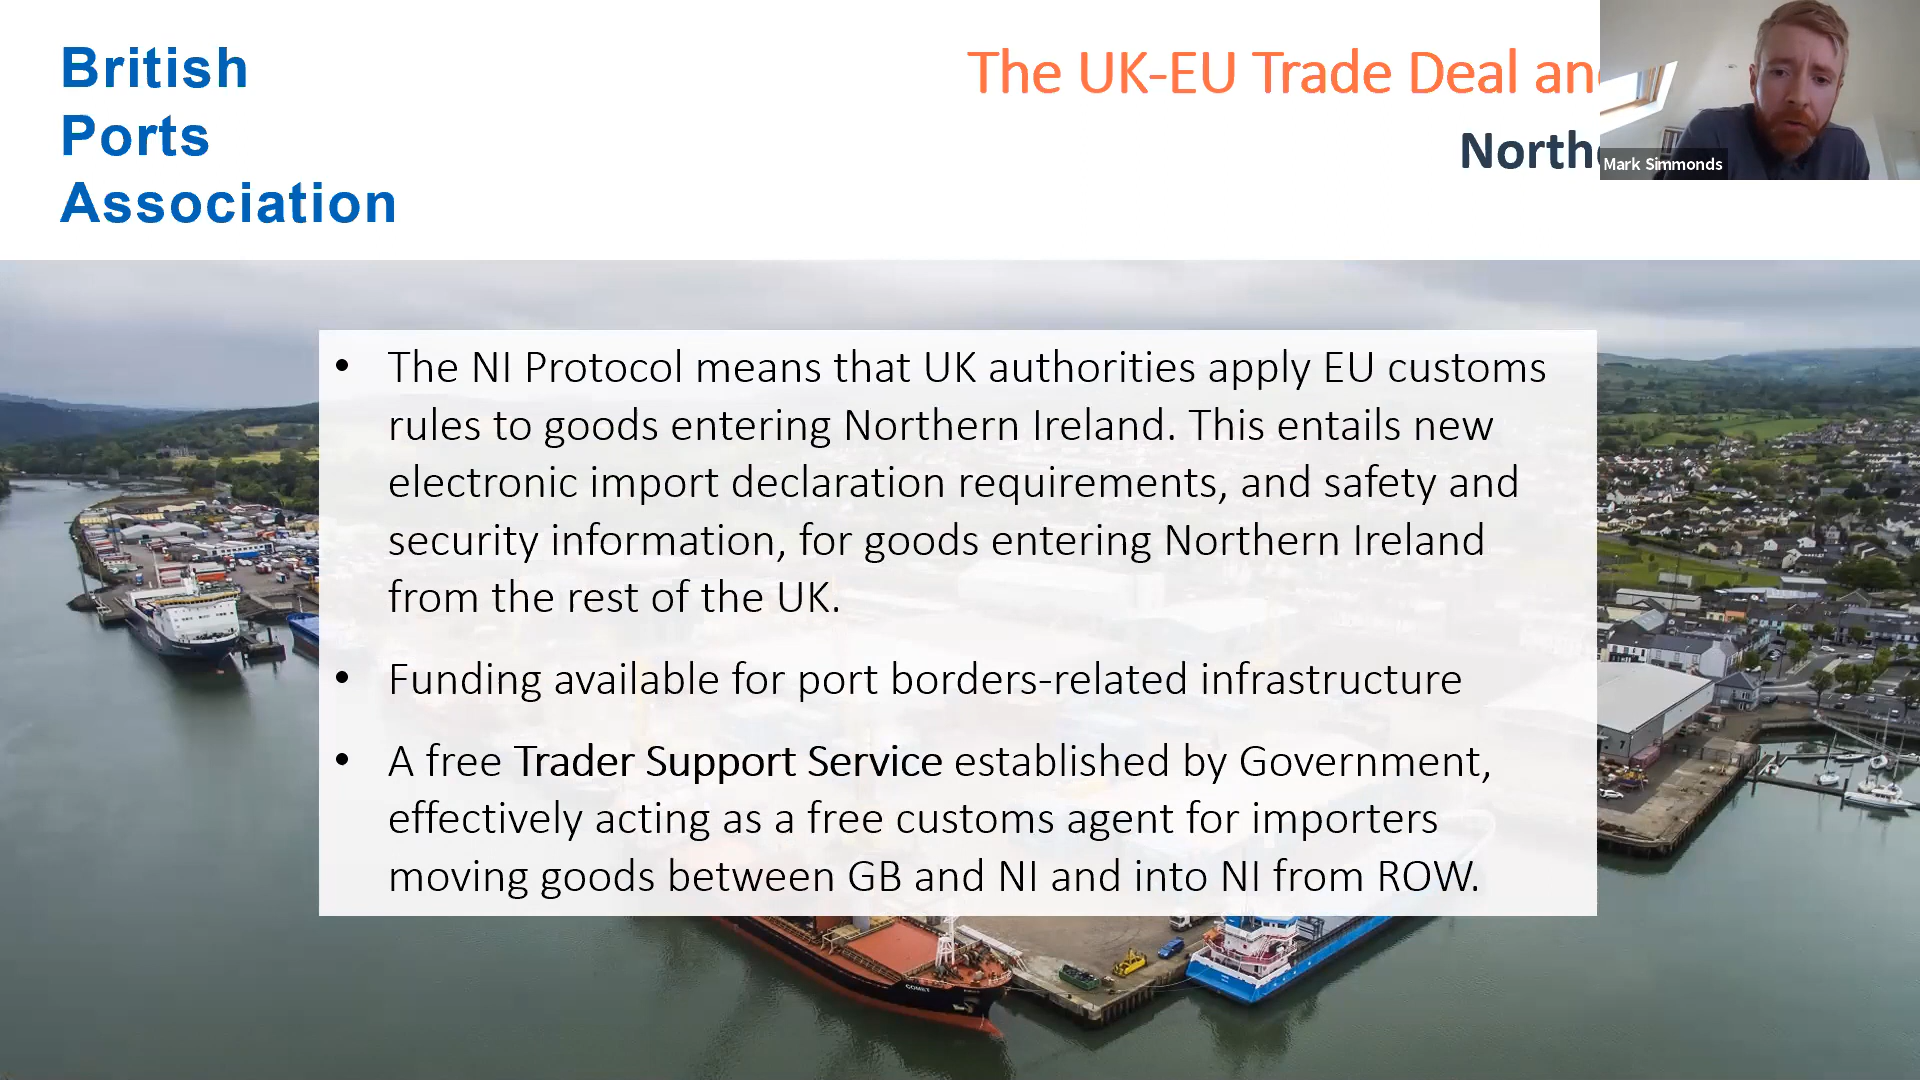 British
Ports
Association
The UK-EU Trade Deal an
North
Mark Simmonds
• The NI Protocol means that UK authorities apply EU customs
rules to goods entering Northern Ireland. This entails new
electronic import declaration requirements, and safety and
security information, for goods entering Northern Ireland
from the rest of the UK.
• Funding available for port borders-related infrastructure
• A free Trader Support Service established by Government,
effectively acting as a free customs agent for importers
moving goods between GB and NI and into NI from ROW.
COMET